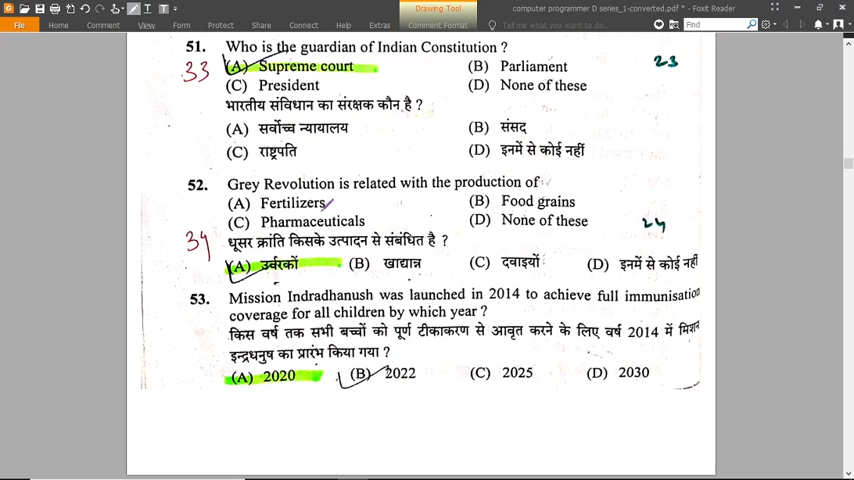 Drawing Tool
computer programmer D series_1-converted.pdf * - Foxit Reader
File Home Comment View Form Protect Share Connect Help Extras Comment Format Tell me what you want to do.. Find
51. Who is the guardian of Indian Constitution ?
33 (A) Supreme court (B) Parliament 23
(C) President (D) None of these
भारतीय संविधान का संरक्षक कौन है ?
(A) सर्वोच्च न्यायालय (B) संसद
(C) राष्ट्रपति (D) इनमें से कोई नहीं
52. Grey Revolution is related with the production of
(A) Fertilizers (B) Food grains
(C) Pharmaceuticals (D) None of these 24
34 धूसर क्रांति किसके उत्पादन से संबंधित है ?
(A) उर्वरकों (B) खाद्यान्न (C) दवाइयों (D) इनमें से कोई नहीं
53. Mission Indradhanush was launched in 2014 to achieve full immunisation
coverage for all children by which year ?
किस वर्ष तक सभी बच्चों को पूर्ण टीकाकरण से आवृत करने के लिए वर्ष 2014 में मिशन
इन्द्रधनुष का प्रारंभ किया गया ?
(A) 2020 (B) 2022 (C) 2025 (D) 2030